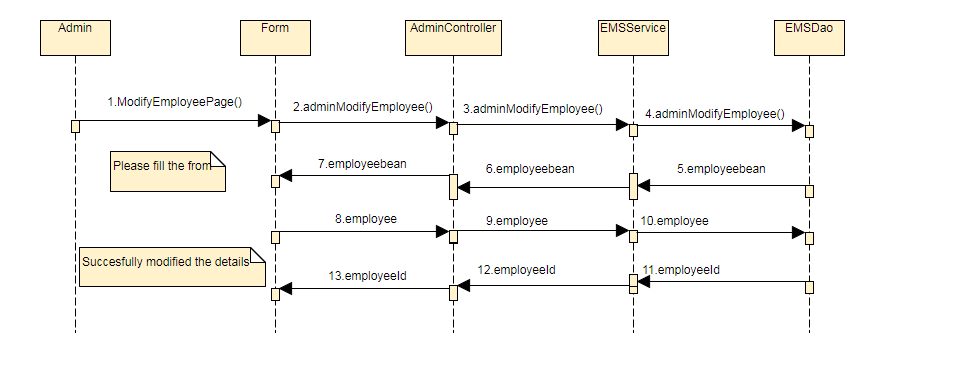 Admin
Form
AdminController
EMSService
EMSDao
1.ModifyEmployeePage()
2.adminModifyEmployee()
3.adminModifyEmployee()
4.adminModifyEmployee()
Please fill the from
7.employeebean
6.employeebean
5.employeebean
8.employee
9.employee
10.employee
Succesfully modified the details
13.employeeId
12.employeeId
11.employeeId